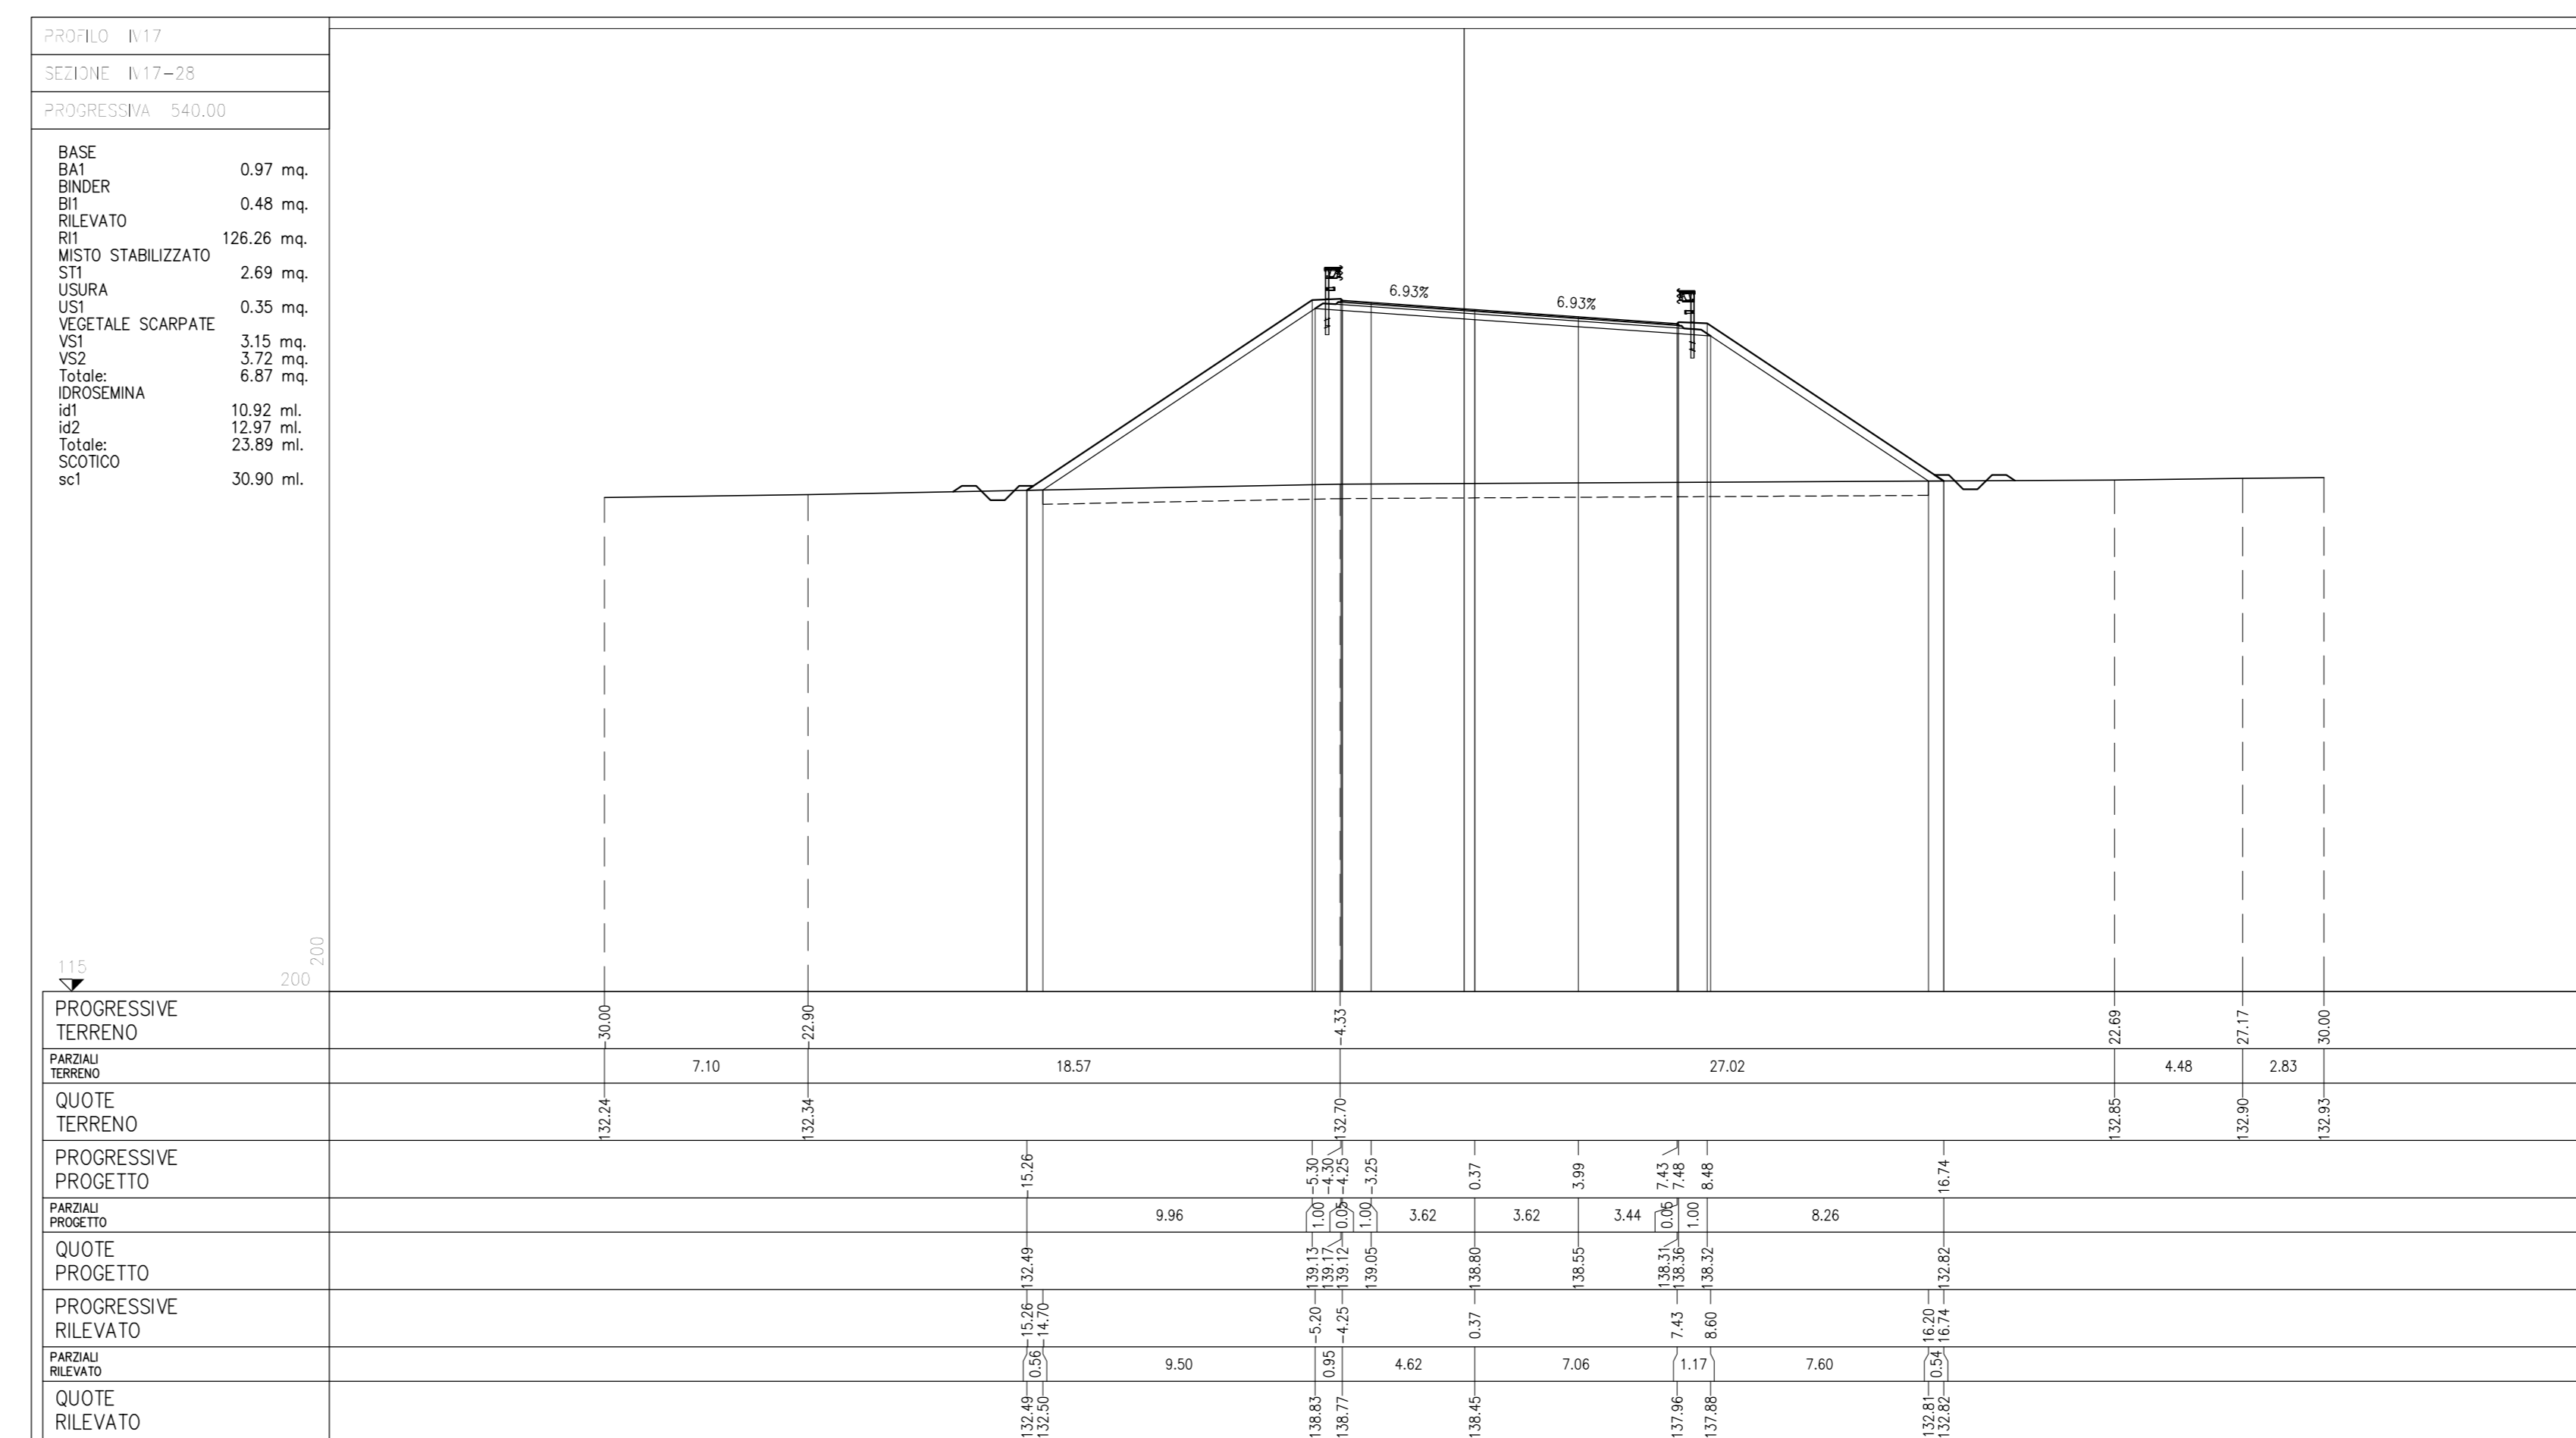 PROFILO IV17
SEZIONE IV17-28
PROGRESSIVA 540.00
BASE
BA1 0.97 mq.
BINDER
BI1 0.48 mq.
RILEVATO
RI1 126.26 mq.
MISTO STABILIZZATO
ST1 2.69 mq.
USURA
US1 0.35 mq.
VEGETALE SCARPATE
VS1 3.15 mq.
VS2 3.72 mq.
Totale: 6.87 mq.
IDROSEMINA
id1 10.92 ml.
id2 12.97 ml.
Totale: 23.89 ml.
SCOTICO
sc1 30.90 ml.
6.93% 6.93%
115 200 200
PROGRESSIVE
TERRENO
-30.00 -22.90 -4.33 22.69 27.17 30.00
PARZIALI
TERRENO
7.10 18.57 27.02 4.48 2.83
QUOTE
TERRENO
132.24 132.34 132.70 132.85 132.90 132.93
PROGRESSIVE
PROGETTO
-15.26 -5.30 -4.30 -4.25 -3.25 0.37 3.99 7.43 7.48 8.48 16.74
PARZIALI
PROGETTO
9.96 1.00 0.05 1.00 3.62 3.62 3.44 0.05 1.00 8.26
QUOTE
PROGETTO
132.49 139.13 139.17 139.12 139.05 138.80 138.55 138.31 138.36 138.32 132.82
PROGRESSIVE
RILEVATO
-15.26 -14.70 -5.20 -4.25 0.37 7.43 8.60 16.20 16.74
PARZIALI
RILEVATO
0.56 9.50 0.95 4.62 7.06 1.17 7.60 0.54
QUOTE
RILEVATO
132.49 132.50 138.83 138.77 138.45 137.96 137.88 132.81 132.82